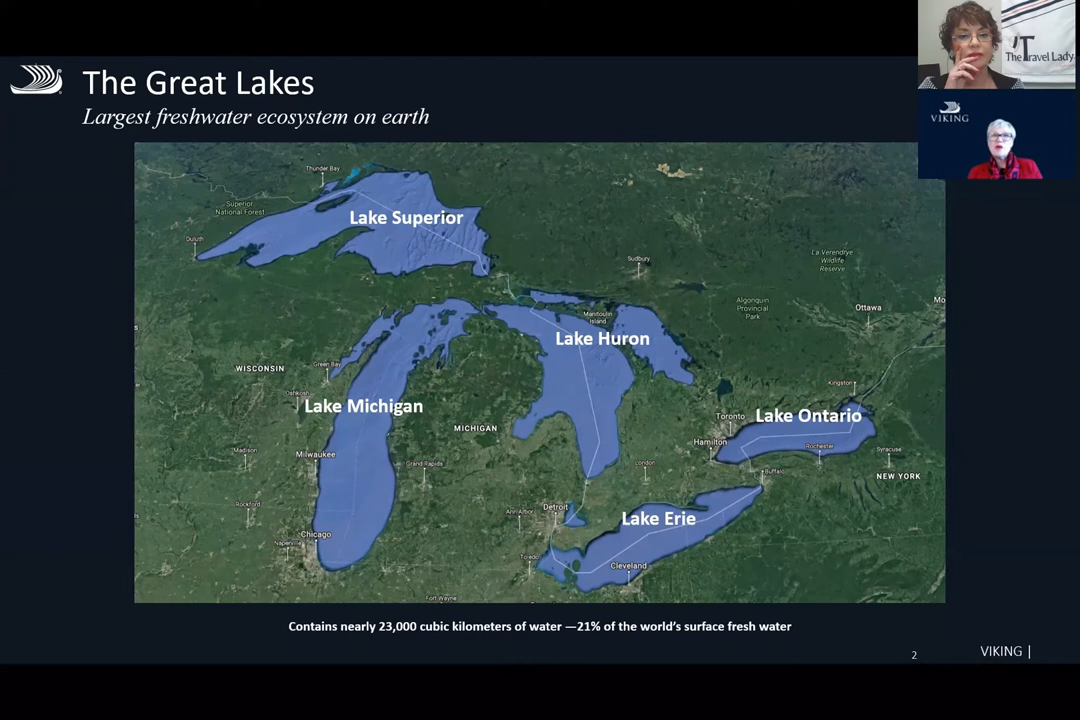 The Great Lakes
Largest freshwater ecosystem on earth
'T
The Travel Lady
VIKING
Thunder Bay
Superior
National Forest
Lake Superior
Duluth
Sudbury
La Verendrye
Wildlife
Reserve
Algonquin
Provincial
Park
Ottawa
Mo
Manitoulin
Island
Lake Huron
WISCONSIN
Green Bay
Kingston
Oshkosh
Lake Michigan
Toronto
Lake Ontario
MICHIGAN
Hamilton
Rochester
Syracuse
Madison
Milwaukee
Grand Rapids
London
Buffalo
NEW YORK
Rockford
Ann Arbor
Detroit
Lake Erie
Chicago
Naperville
Toledo
Cleveland
Fort Wayne
Contains nearly 23,000 cubic kilometers of water —21% of the world's surface fresh water
2
VIKING |